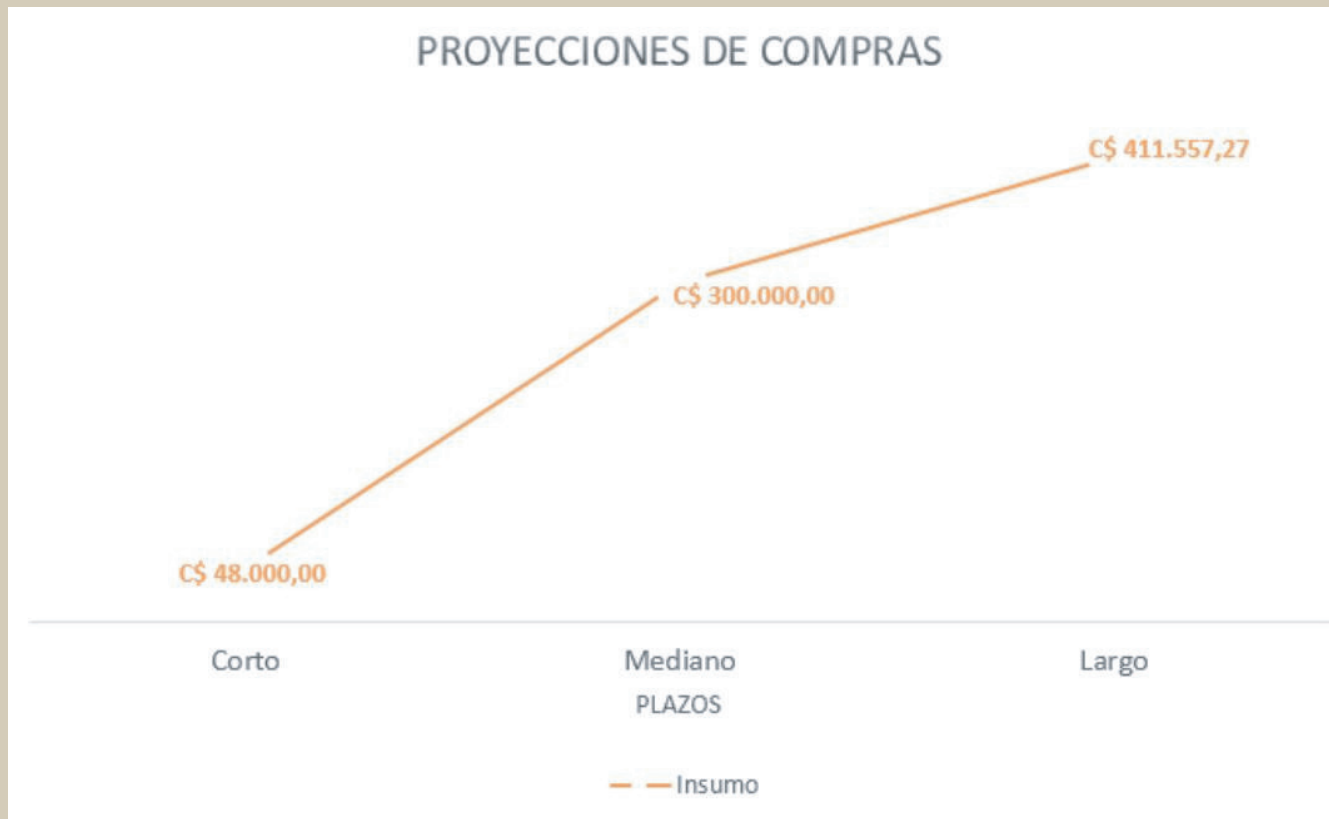 PROYECCIONES DE COMPRAS
C$ 411.557,27
C$ 300.000,00
C$ 48.000,00
Corto Mediano Largo
PLAZOS
Insumo